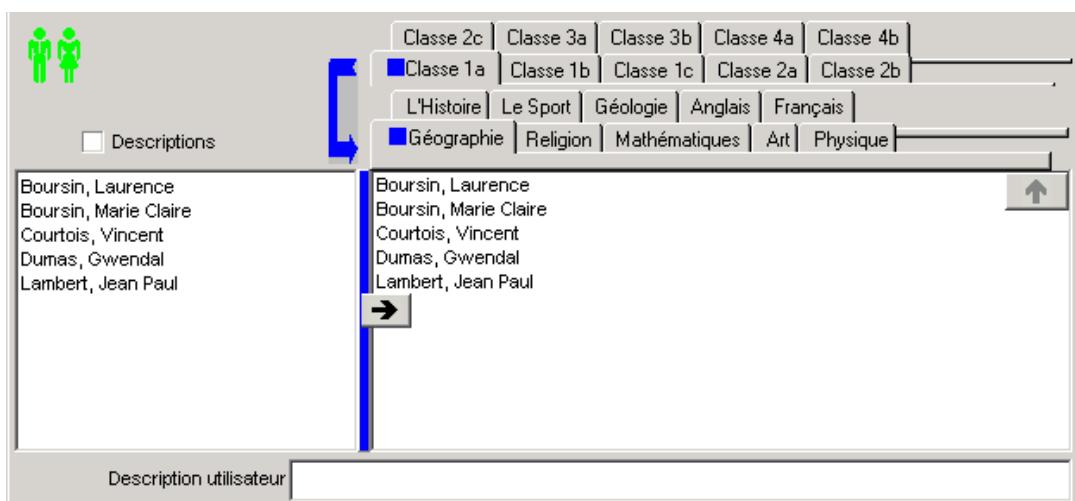 Classe 2c Classe 3a Classe 3b Classe 4a Classe 4b
Classe 1a Classe 1b Classe 1c Classe 2a Classe 2b
L'Histoire Le Sport Géologie Anglais Français
Géographie Religion Mathématiques Art Physique
Descriptions
Boursin, Laurence
Boursin, Marie Claire
Courtois, Vincent
Dumas, Gwendal
Lambert, Jean Paul
Boursin, Laurence
Boursin, Marie Claire
Courtois, Vincent
Dumas, Gwendal
Lambert, Jean Paul
Description utilisateur